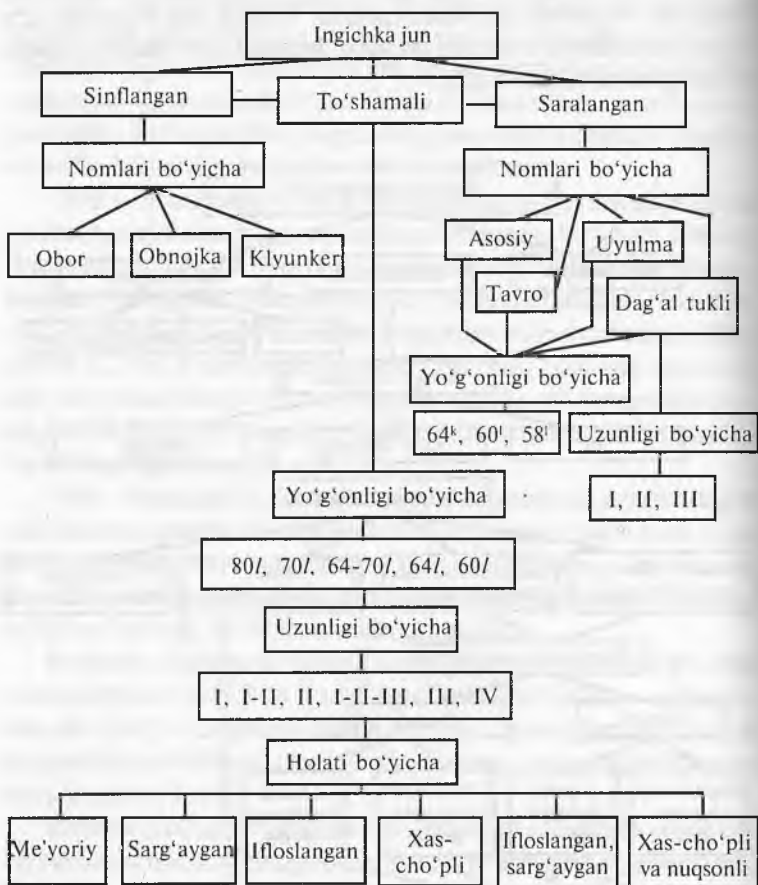 Ingichka jun
Sinflangan
To‘shamali
Saralangan
Nomlari bo‘yicha
Nomlari bo‘yicha
Obor
Obnojka
Klyunker
Asosiy
Uyulma
Tavro
Dag‘al tukli
Yo‘g‘onligi bo‘yicha
64ᵏ, 60ˡ, 58ˡ
Uzunligi bo‘yicha
I, II, III
Yo‘g‘onligi bo‘yicha
80l, 70l, 64-70l, 64l, 60l
Uzunligi bo‘yicha
I, I-II, II, I-II-III, III, IV
Holati bo‘yicha
Me’yoriy
Sarg‘aygan
Ifloslangan
Xas-
cho‘pli
Ifloslangan,
sarg‘aygan
Xas-cho‘pli
va nuqsonli